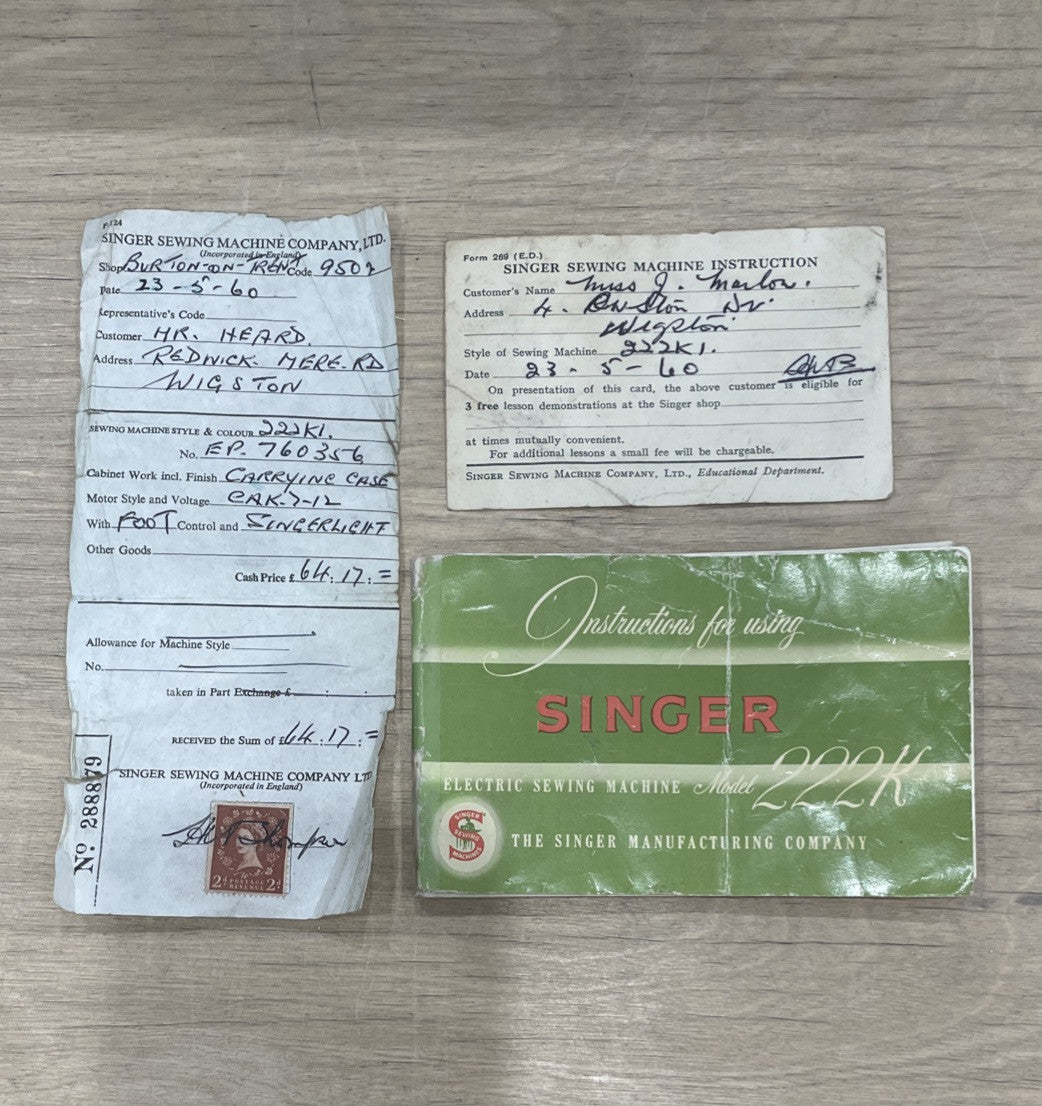 F.124
SINGER SEWING MACHINE COMPANY, LTD.
(Incorporated in England)
Shop BURTON-ON-TRENT Code 950
Date 23-5-60
Representative's Code
Customer MR. HEARD.
Address REDWICK. MERE. RD
WIGSTON
SEWING MACHINE STYLE & COLOUR 222K1.
No. EP. 760356
Cabinet Work incl. Finish CARRYING CASE
Motor Style and Voltage CAK-7-12
With FOOT Control and SINGERLIGHT
Other Goods
Cash Price £ 64.17:=
Allowance for Machine Style
No.
taken in Part Exchange £ : :
RECEIVED the Sum of £64.17:=
SINGER SEWING MACHINE COMPANY LTD
(Incorporated in England)
No 288879
2d POSTAGE REVENUE 2d
Form 269 (E.D.)
SINGER SEWING MACHINE INSTRUCTION
Customer's Name Miss J. Marlow.
Address 4. Dr
Wigston
Style of Sewing Machine 222K1.
Date 23-5-60
On presentation of this card, the above customer is eligible for
3 free lesson demonstrations at the Singer shop
at times mutually convenient.
For additional lessons a small fee will be chargeable.
SINGER SEWING MACHINE COMPANY, LTD., Educational Department.
Instructions for using
SINGER
ELECTRIC SEWING MACHINE Model 222K
SINGER
SEWING
MACHINES
THE SINGER MANUFACTURING COMPANY